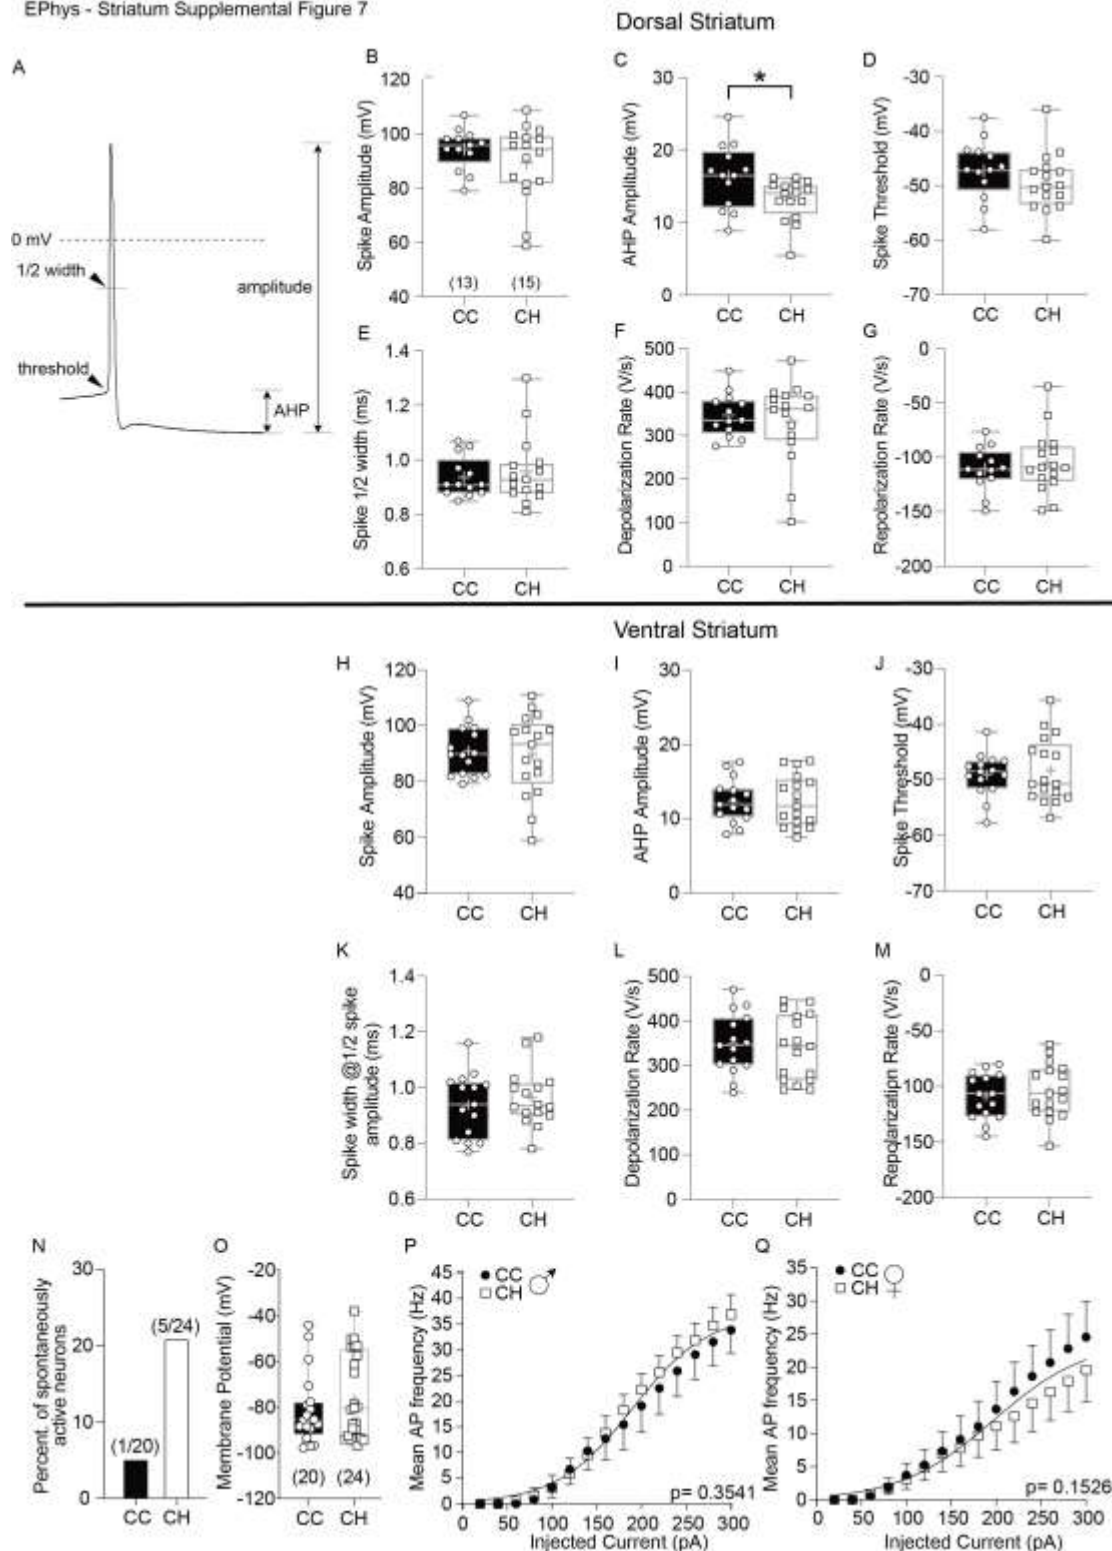 EPhys - Striatum Supplemental Figure 7
Dorsal Striatum
A
0 mV
1/2 width
threshold
amplitude
AHP
B
Spike Amplitude (mV)
120
100
80
60
40
(13)
(15)
CC
CH
C
AHP Amplitude (mV)
30
20
10
0
*
CC
CH
D
Spike Threshold (mV)
-30
-40
-50
-60
-70
CC
CH
E
Spike 1/2 width (ms)
1.4
1.2
1.0
0.8
0.6
CC
CH
F
Depolarization Rate (V/s)
500
400
300
200
100
0
CC
CH
G
Repolarization Rate (V/s)
0
-50
-100
-150
-200
CC
CH
Ventral Striatum
H
Spike Amplitude (mV)
120
100
80
60
40
CC
CH
I
AHP Amplitude (mV)
30
20
10
0
CC
CH
J
Spike Threshold (mV)
-30
-40
-50
-60
-70
CC
CH
K
Spike width @1/2 spike
amplitude (ms)
1.4
1.2
1.0
0.8
0.6
CC
CH
L
Depolarization Rate (V/s)
500
400
300
200
100
0
CC
CH
M
Repolarization Rate (V/s)
0
-50
-100
-150
-200
CC
CH
N
Percent. of spontaneously
active neurons
30
20
10
0
(1/20)
(5/24)
CC
CH
O
Membrane Potential (mV)
-20
-40
-60
-80
-100
-120
(20)
(24)
CC
CH
P
Mean AP frequency (Hz)
45
40
35
30
25
20
15
10
5
0
CC
CH
♂
p= 0.3541
0 50 100 150 200 250 300
Injected Current (pA)
Q
Mean AP frequency (Hz)
35
30
25
20
15
10
5
0
CC
CH
♀
p= 0.1526
0 50 100 150 200 250 300
Injected Current (pA)